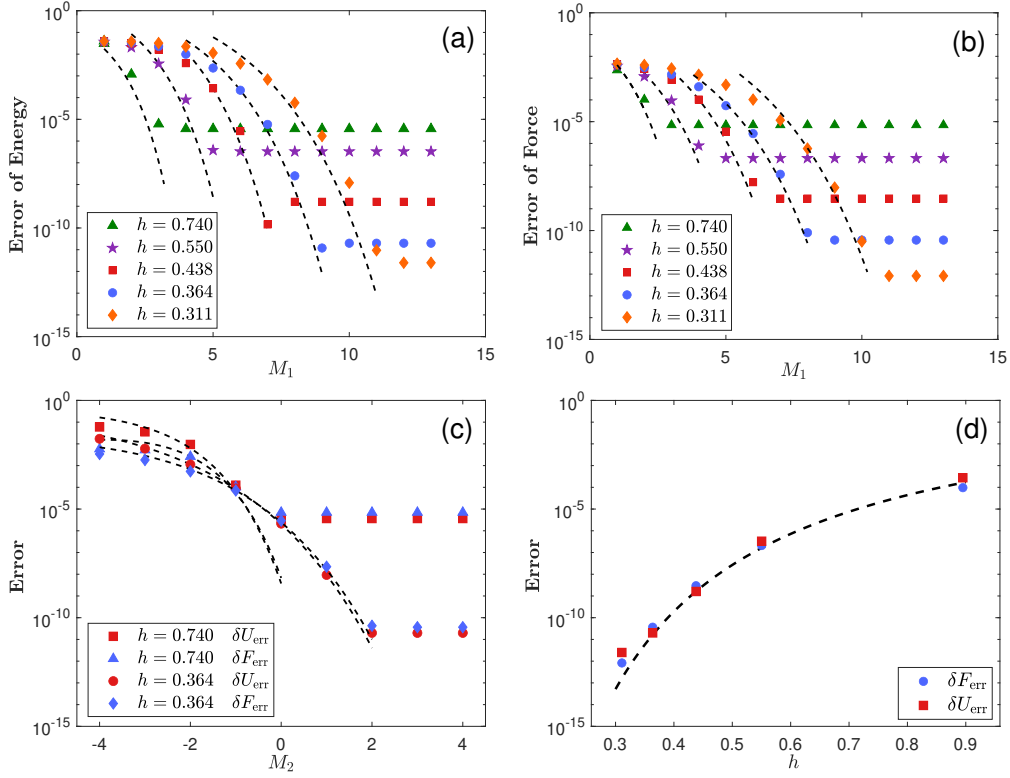 (a)
Error of Energy
10^0
10^-5
10^-10
10^-15
h = 0.740
h = 0.550
h = 0.438
h = 0.364
h = 0.311
0 5 10 15
M_1
(b)
Error of Force
10^0
10^-5
10^-10
10^-15
h = 0.740
h = 0.550
h = 0.438
h = 0.364
h = 0.311
0 5 10 15
M_1
(c)
Error
10^0
10^-5
10^-10
10^-15
h = 0.740 δU_err
h = 0.740 δF_err
h = 0.364 δU_err
h = 0.364 δF_err
-4 -2 0 2 4
M_2
(d)
Error
10^0
10^-5
10^-10
10^-15
δF_err
δU_err
0.3 0.4 0.5 0.6 0.7 0.8 0.9
h